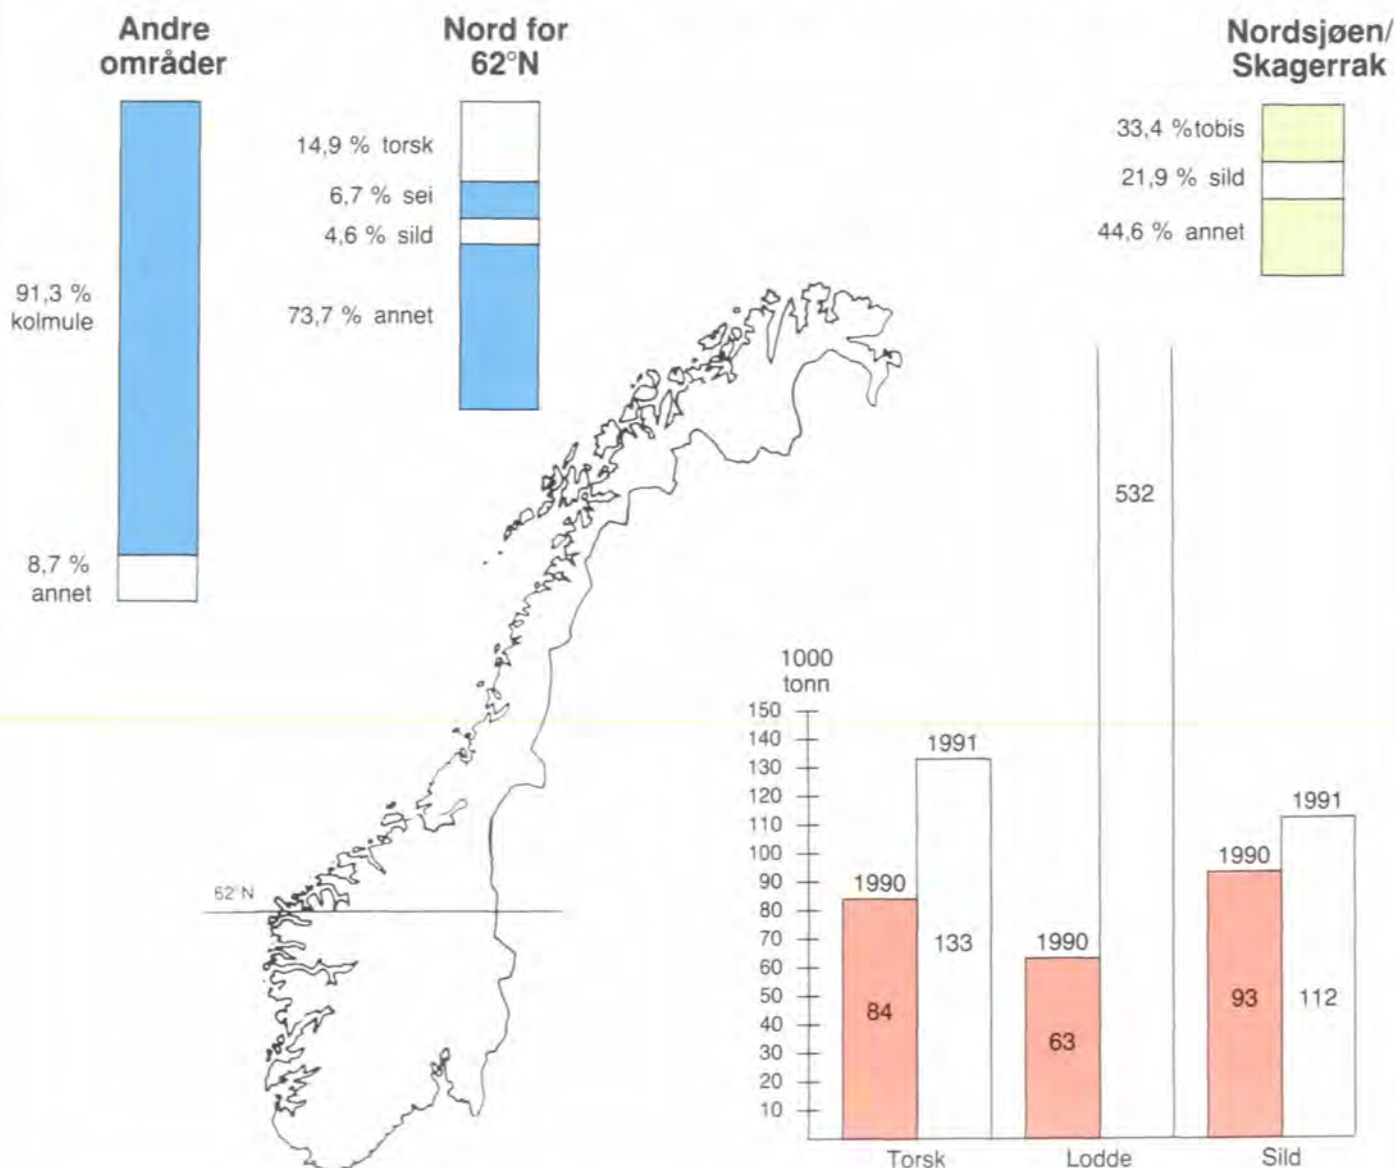 Andre
områder
91,3 %
kolmule
8,7 %
annet
Nord for
62°N
14,9 % torsk
6,7 % sei
4,6 % sild
73,7 % annet
Nordsjøen/
Skagerrak
33,4 %tobis
21,9 % sild
44,6 % annet
62°N
1000
tonn
150
140
130
120
110
100
90
80
70
60
50
40
30
20
10
1990
84
1991
133
Torsk
1990
63
532
Lodde
1990
93
1991
112
Sild